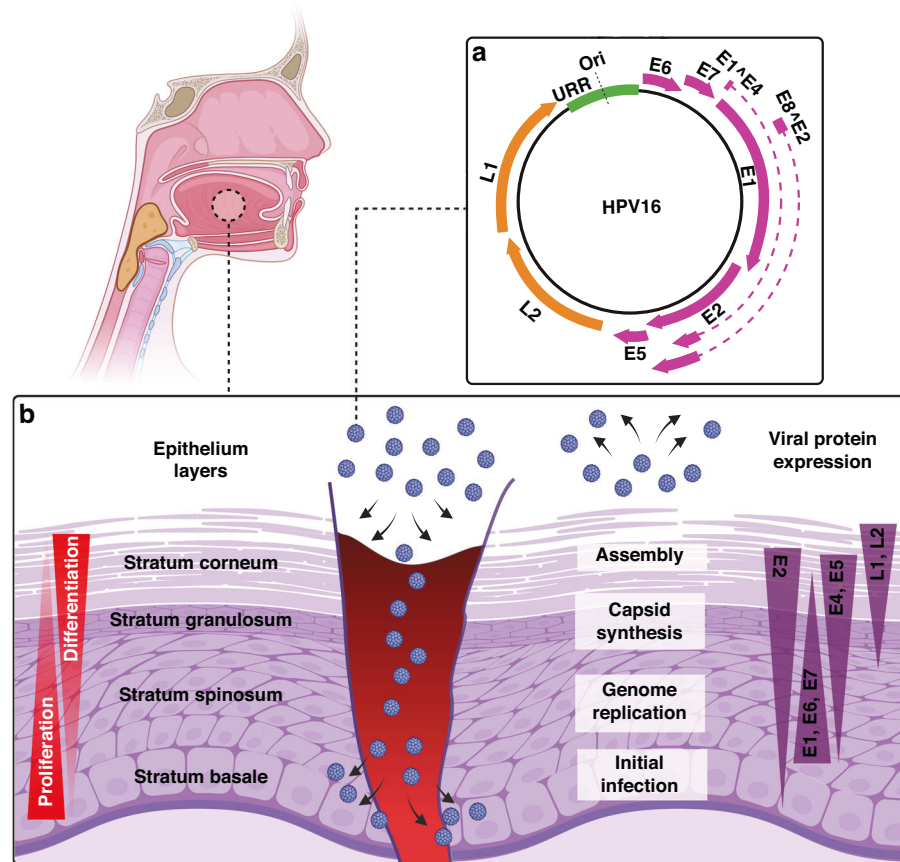 a
Ori
URR
E6
E7
E1^E4
E8^E2
E1
L1
HPV16
L2
E2
E5
b
Epithelium
layers
Viral protein
expression
Stratum corneum
Stratum granulosum
Stratum spinosum
Stratum basale
Differentiation
Proliferation
Assembly
Capsid
synthesis
Genome
replication
Initial
infection
E2
E1, E6, E7
E4, E5
L1, L2